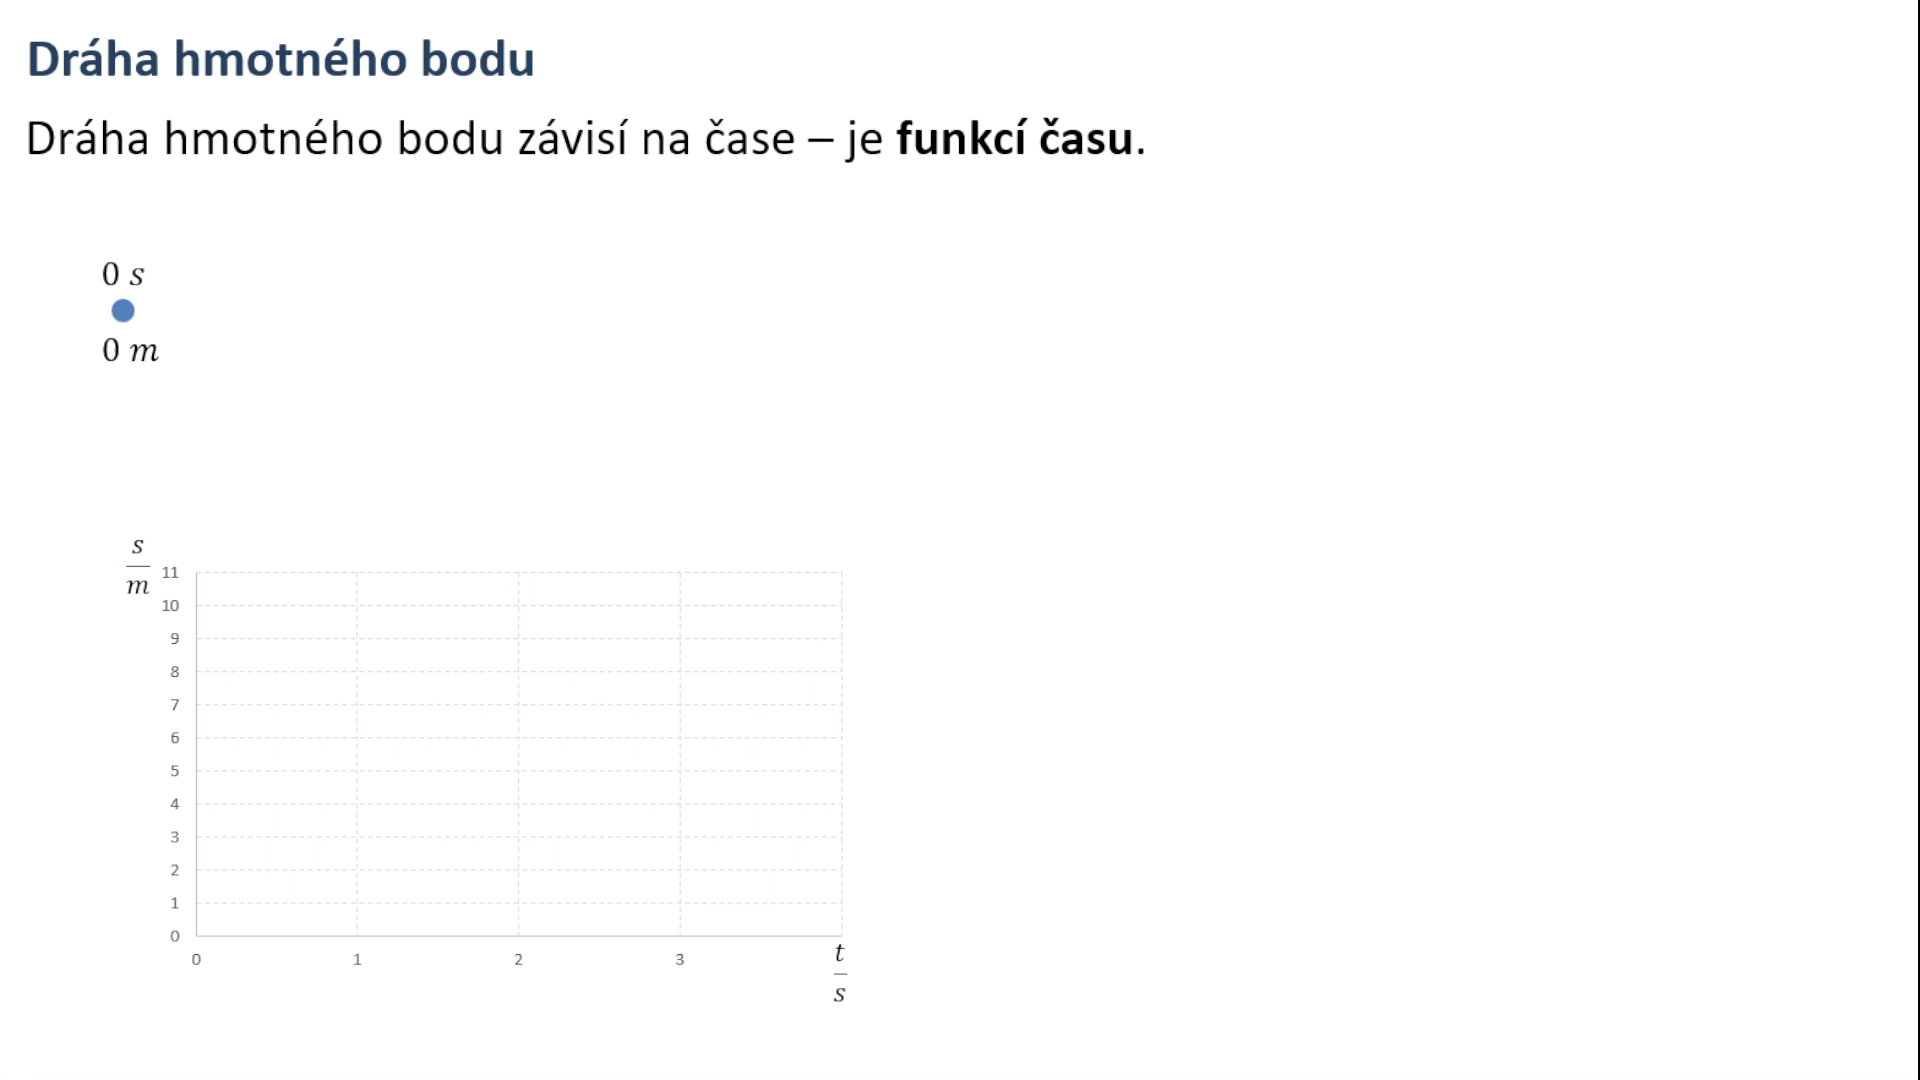 Dráha hmotného bodu
Dráha hmotného bodu závisí na čase – je funkcí času.
0 s
0 m
s
m
11
10
9
8
7
6
5
4
3
2
1
0
0 1 2 3
t
s